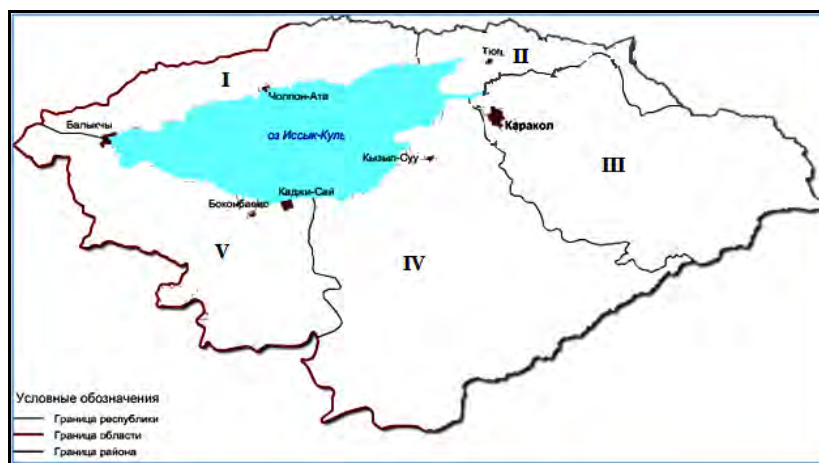 Тюп
II
I
Чолпон-Ата
Балыкчы
оз Иссык-Куль
Каракол
Кызыл-Суу
III
Каджи-Сай
Боконбаево
V
IV
Условные обозначения
Граница республики
Граница области
Граница района